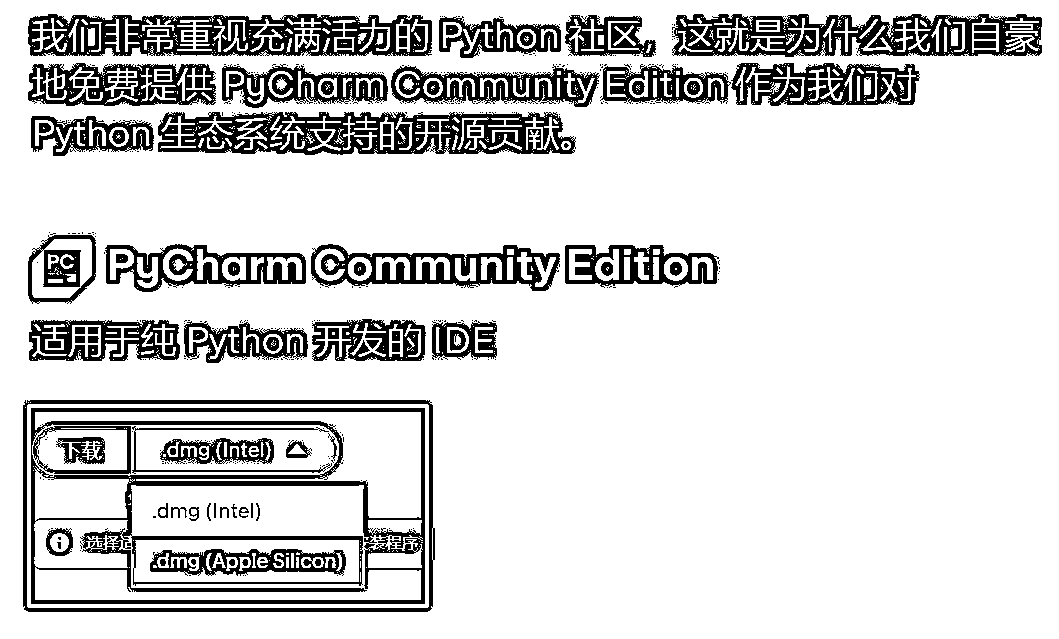 我们非常重视充满活力的 Python 社区，这就是为什么我们自豪
地免费提供 PyCharm Community Edition 作为我们对
Python 生态系统支持的开源贡献。
PC
PyCharm Community Edition
适用于纯 Python 开发的 IDE
下载 .dmg (Intel)
.dmg (Intel)
选择适 安装程序
.dmg (Apple Silicon)